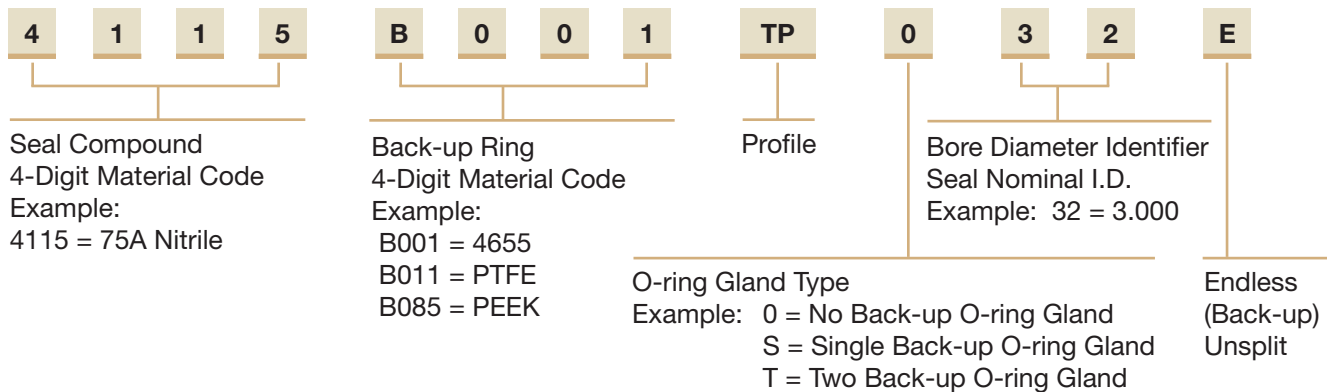 4 1 1 5 B 0 0 1 TP 0 3 2 E
Seal Compound
4-Digit Material Code
Example:
4115 = 75A Nitrile
Back-up Ring
4-Digit Material Code
Example:
B001 = 4655
B011 = PTFE
B085 = PEEK
Profile
Bore Diameter Identifier
Seal Nominal I.D.
Example: 32 = 3.000
O-ring Gland Type
Example: 0 = No Back-up O-ring Gland
S = Single Back-up O-ring Gland
T = Two Back-up O-ring Gland
Endless
(Back-up)
Unsplit